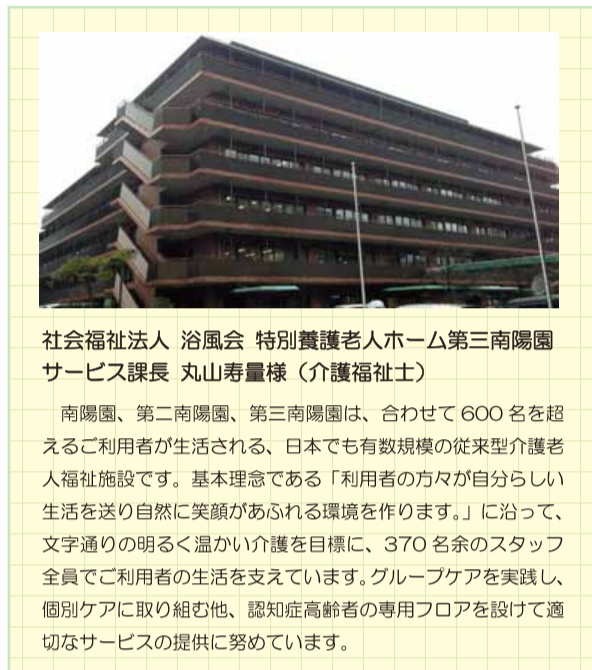 社会福祉法人 浴風会 特別養護老人ホーム第三南陽園
サービス課長 丸山寿量様（介護福祉士）
南陽園、第二南陽園、第三南陽園は、合わせて 600 名を超
えるご利用者が生活される、日本でも有数規模の従来型介護老
人福祉施設です。基本理念である「利用者の方々が自分らしい
生活を送り自然に笑顔があふれる環境を作ります。」に沿って、
文字通りの明るく温かい介護を目標に、370 名余のスタッフ
全員でご利用者の生活を支えています。グループケアを実践し、
個別ケアに取り組む他、認知症高齢者の専用フロアを設けて適
切なサービスの提供に努めています。